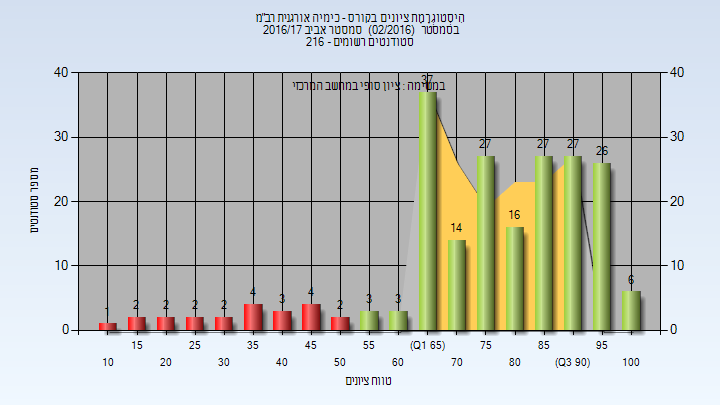 היסטוגרמת ציונים בקורס - כימיה אורגנית רב"מ
בסמסטר (02/2016) סמסטר אביב 2016/17
סטודנטים רשומים - 216
במשימה : ציון סופי במחשב המרכזי
מספר סטודנטים
40 40
30 30
20 20
10 10
0 0
1 2 2 2 2 4 3 4 2 3 3 37 14 27 16 27 27 26 6
15 25 35 45 55 (Q1 65) 75 85 95
10 20 30 40 50 60 70 80 (Q3 90) 100
טווח ציונים